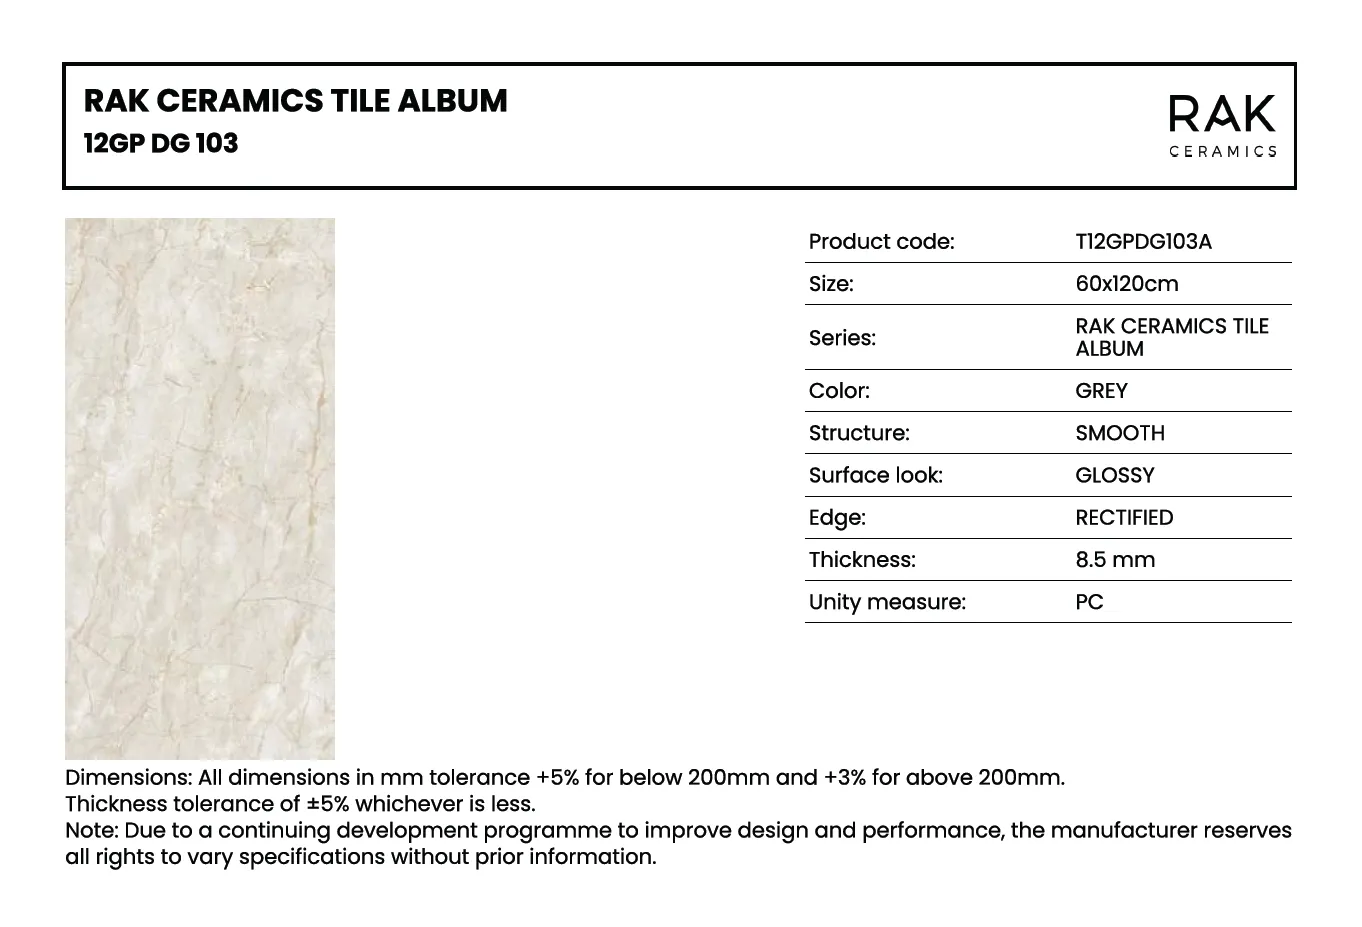 RAK CERAMICS TILE ALBUM
12GP DG 103
RAK
CERAMICS
Product code: T12GPDG103A
Size: 60x120cm
Series: RAK CERAMICS TILE
ALBUM
Color: GREY
Structure: SMOOTH
Surface look: GLOSSY
Edge: RECTIFIED
Thickness: 8.5 mm
Unity measure: PC
Dimensions: All dimensions in mm tolerance +5% for below 200mm and +3% for above 200mm.
Thickness tolerance of ±5% whichever is less.
Note: Due to a continuing development programme to improve design and performance, the manufacturer reserves
all rights to vary specifications without prior information.